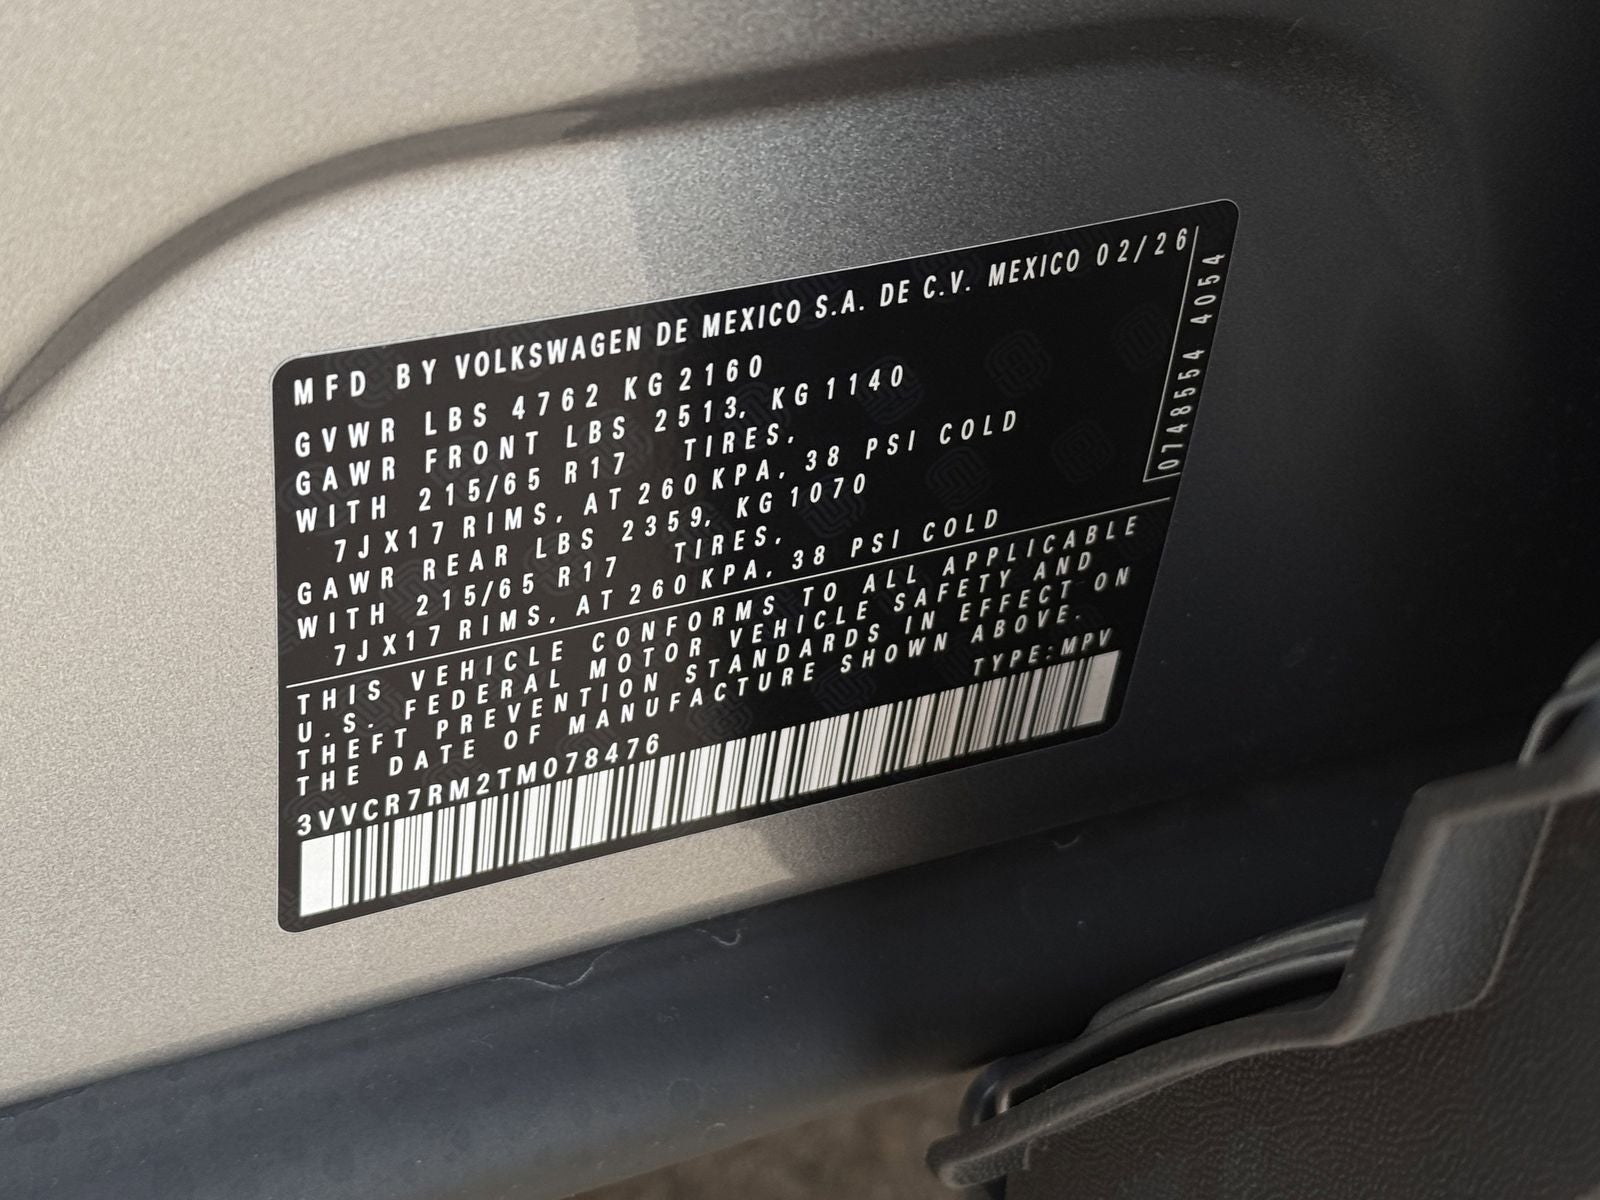 MFD BY VOLKSWAGEN DE MEXICO S.A. DE C.V. MEXICO 02/26
GVWR LBS 4762 KG 2160
GAWR FRONT LBS 2513, KG 1140
WITH 215/65 R17 TIRES,
7JX17 RIMS, AT 260 KPA, 38 PSI COLD
GAWR REAR LBS 2359, KG 1070
WITH 215/65 R17 TIRES,
7JX17 RIMS, AT 260 KPA, 38 PSI COLD
074854 4054
THIS VEHICLE CONFORMS TO ALL APPLICABLE
U.S. FEDERAL MOTOR VEHICLE SAFETY AND
THEFT PREVENTION STANDARDS IN EFFECT ON
THE DATE OF MANUFACTURE SHOWN ABOVE.
3VVCR7RM2TM078476 TYPE: MPV